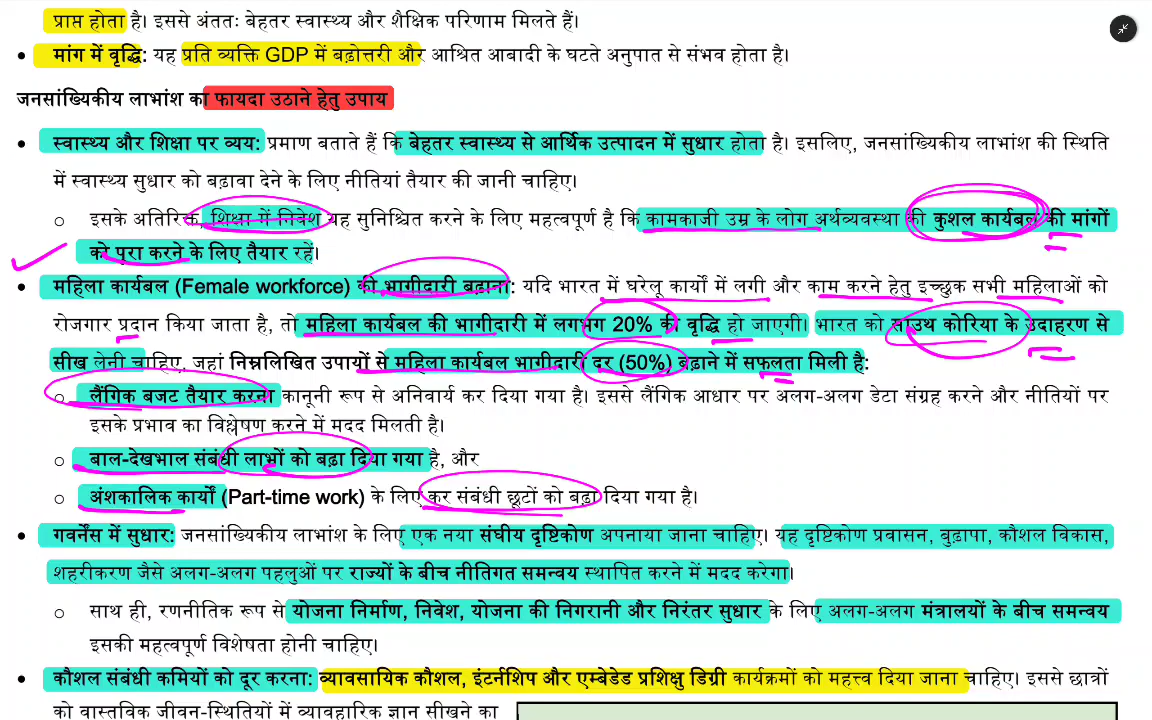 प्राप्त होता है। इससे अंततः बेहतर स्वास्थ्य और शैक्षिक परिणाम मिलते हैं।
• मांग में वृद्धि: यह प्रति व्यक्ति GDP में बढ़ोत्तरी और आश्रित आबादी के घटते अनुपात से संभव होता है।
जनसांख्यिकीय लाभांश का फायदा उठाने हेतु उपाय
• स्वास्थ्य और शिक्षा पर व्यय: प्रमाण बताते हैं कि बेहतर स्वास्थ्य से आर्थिक उत्पादन में सुधार होता है। इसलिए, जनसांख्यिकीय लाभांश की स्थिति
में स्वास्थ्य सुधार को बढ़ावा देने के लिए नीतियां तैयार की जानी चाहिए।
o इसके अतिरिक्त, शिक्षा में निवेश यह सुनिश्चित करने के लिए महत्वपूर्ण है कि कामकाजी उम्र के लोग अर्थव्यवस्था की कुशल कार्यबल की मांगों
को पूरा करने के लिए तैयार रहें।
• महिला कार्यबल (Female workforce) की भागीदारी बढ़ाना: यदि भारत में घरेलू कार्यों में लगी और काम करने हेतु इच्छुक सभी महिलाओं को
रोजगार प्रदान किया जाता है, तो महिला कार्यबल की भागीदारी में लगभग 20% की वृद्धि हो जाएगी। भारत को साउथ कोरिया के उदाहरण से
सीख लेनी चाहिए, जहां निम्नलिखित उपायों से महिला कार्यबल भागीदारी दर (50%) बढ़ाने में सफलता मिली है:
o लैंगिक बजट तैयार करना कानूनी रूप से अनिवार्य कर दिया गया है। इससे लैंगिक आधार पर अलग-अलग डेटा संग्रह करने और नीतियों पर
इसके प्रभाव का विश्लेषण करने में मदद मिलती है।
o बाल-देखभाल संबंधी लाभों को बढ़ा दिया गया है, और
o अंशकालिक कार्यों (Part-time work) के लिए कर संबंधी छूटों को बढ़ा दिया गया है।
• गवर्नेंस में सुधार: जनसांख्यिकीय लाभांश के लिए एक नया संघीय दृष्टिकोण अपनाया जाना चाहिए। यह दृष्टिकोण प्रवासन, बुढ़ापा, कौशल विकास,
शहरीकरण जैसे अलग-अलग पहलुओं पर राज्यों के बीच नीतिगत समन्वय स्थापित करने में मदद करेगा।
o साथ ही, रणनीतिक रूप से योजना निर्माण, निवेश, योजना की निगरानी और निरंतर सुधार के लिए अलग-अलग मंत्रालयों के बीच समन्वय
इसकी महत्वपूर्ण विशेषता होनी चाहिए।
• कौशल संबंधी कमियों को दूर करना: व्यावसायिक कौशल, इंटर्नशिप और एम्बेडेड प्रशिक्षु डिग्री कार्यक्रमों को महत्त्व दिया जाना चाहिए। इससे छात्रों
को वास्तविक जीवन-स्थितियों में व्यावहारिक ज्ञान सीखने का